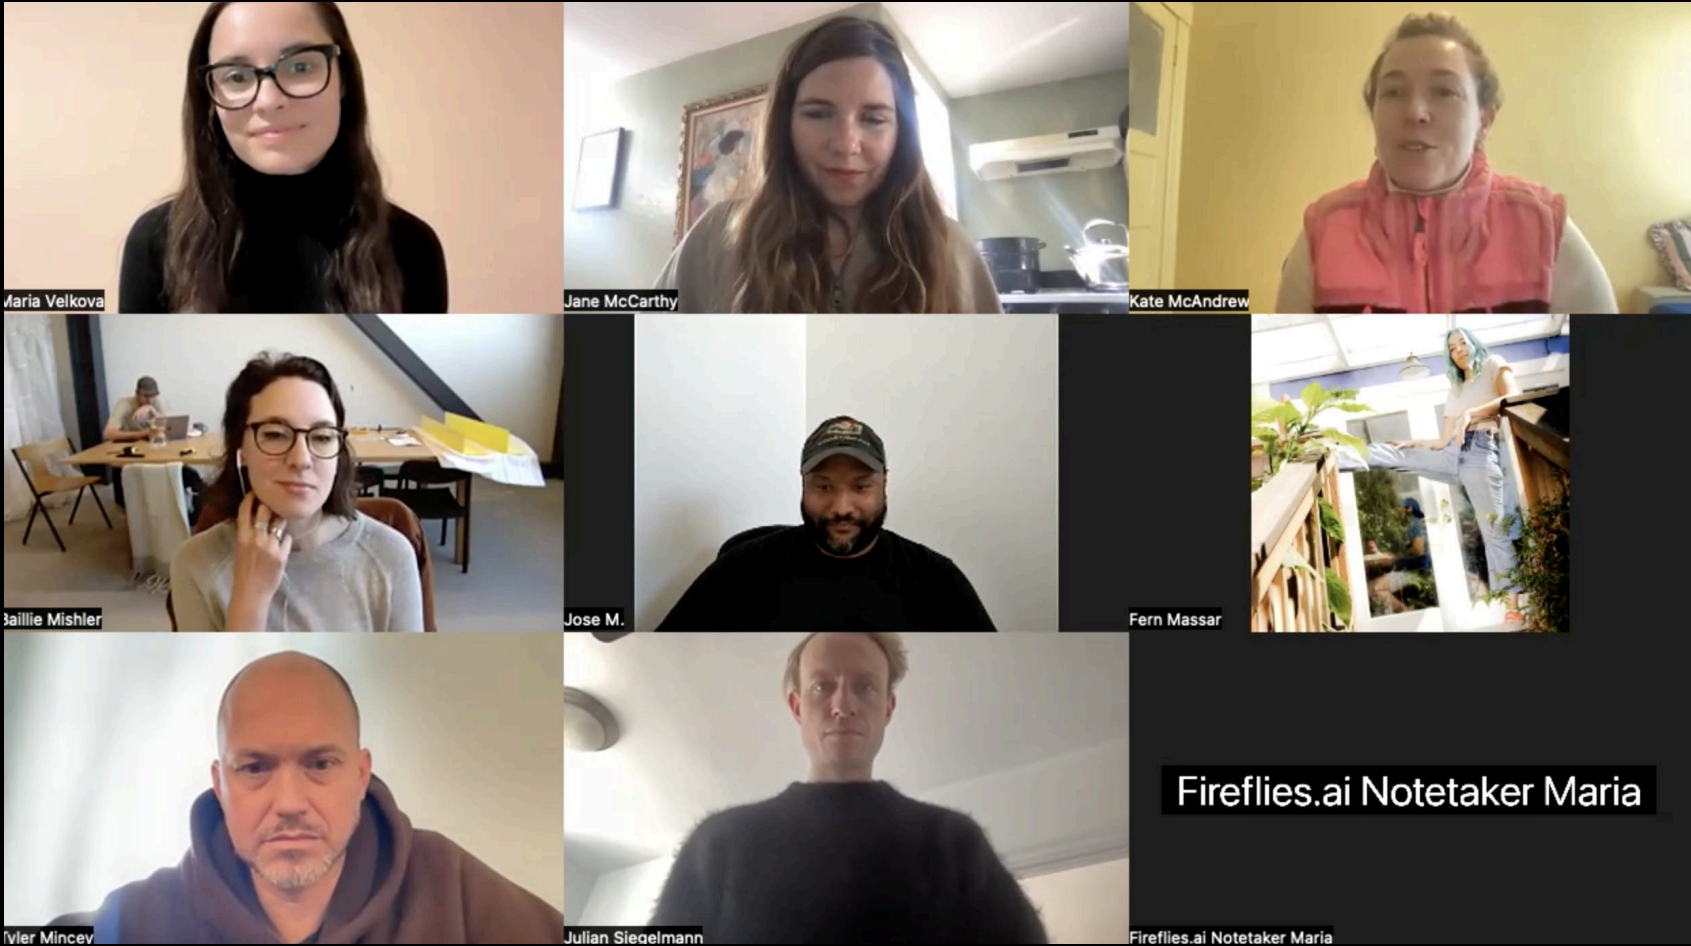 Maria Velkova
Jane McCarthy
Kate McAndrew
Baillie Mishler
Jose M.
Fern Massar
Fireflies.ai Notetaker Maria
Tyler Mincey
Julian Siegelmann
Fireflies.ai Notetaker Maria